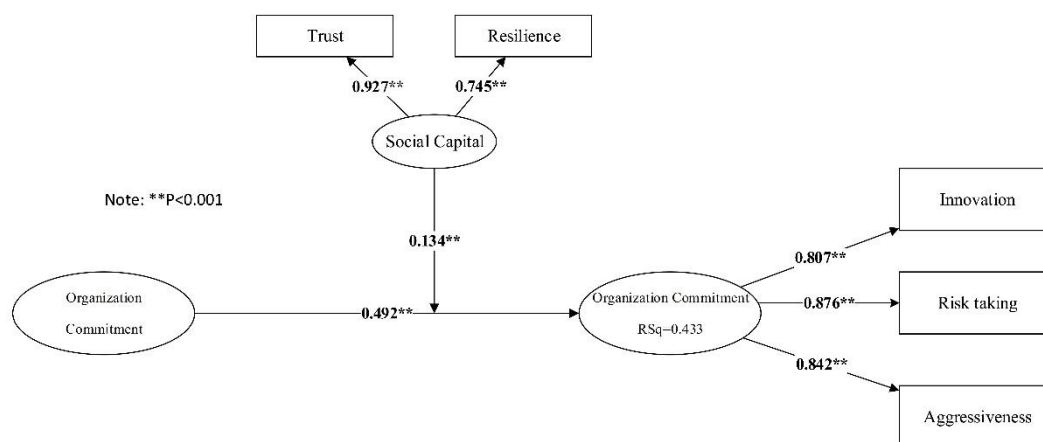 Trust
Resilience
0.927**
0.745**
Social Capital
Note: **P<0.001
0.134**
Organization
Commitment
0.492**
Organization Commitment
RSq–0.433
0.807**
0.876**
0.842**
Innovation
Risk taking
Aggressiveness